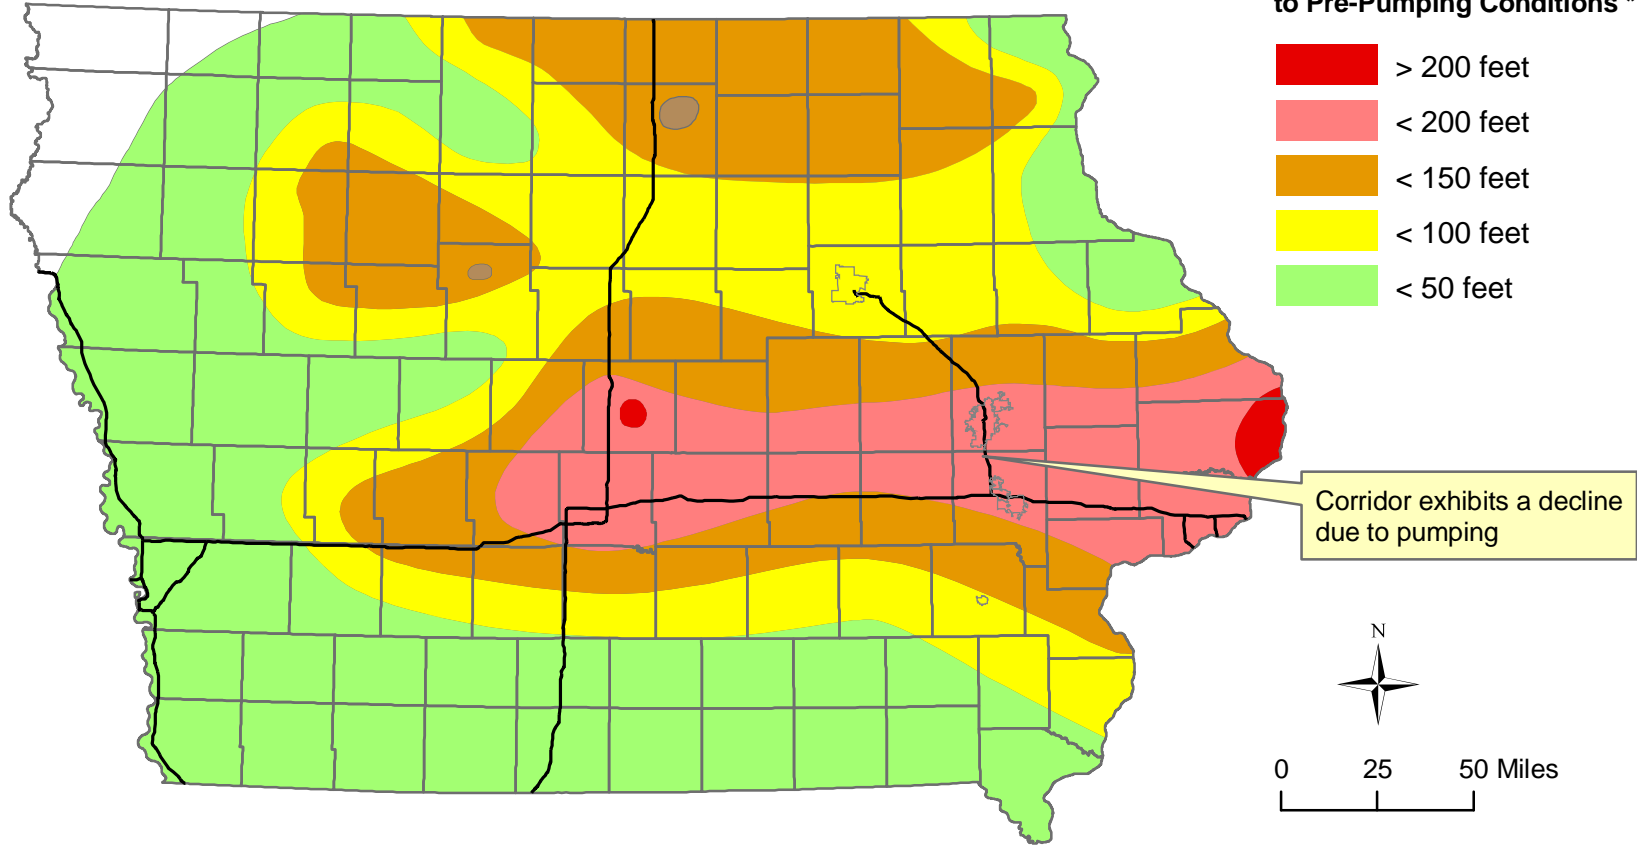 to Pre-Pumping Conditions *
> 200 feet
< 200 feet
< 150 feet
< 100 feet
< 50 feet
Corridor exhibits a decline
due to pumping
N
0 25 50 Miles